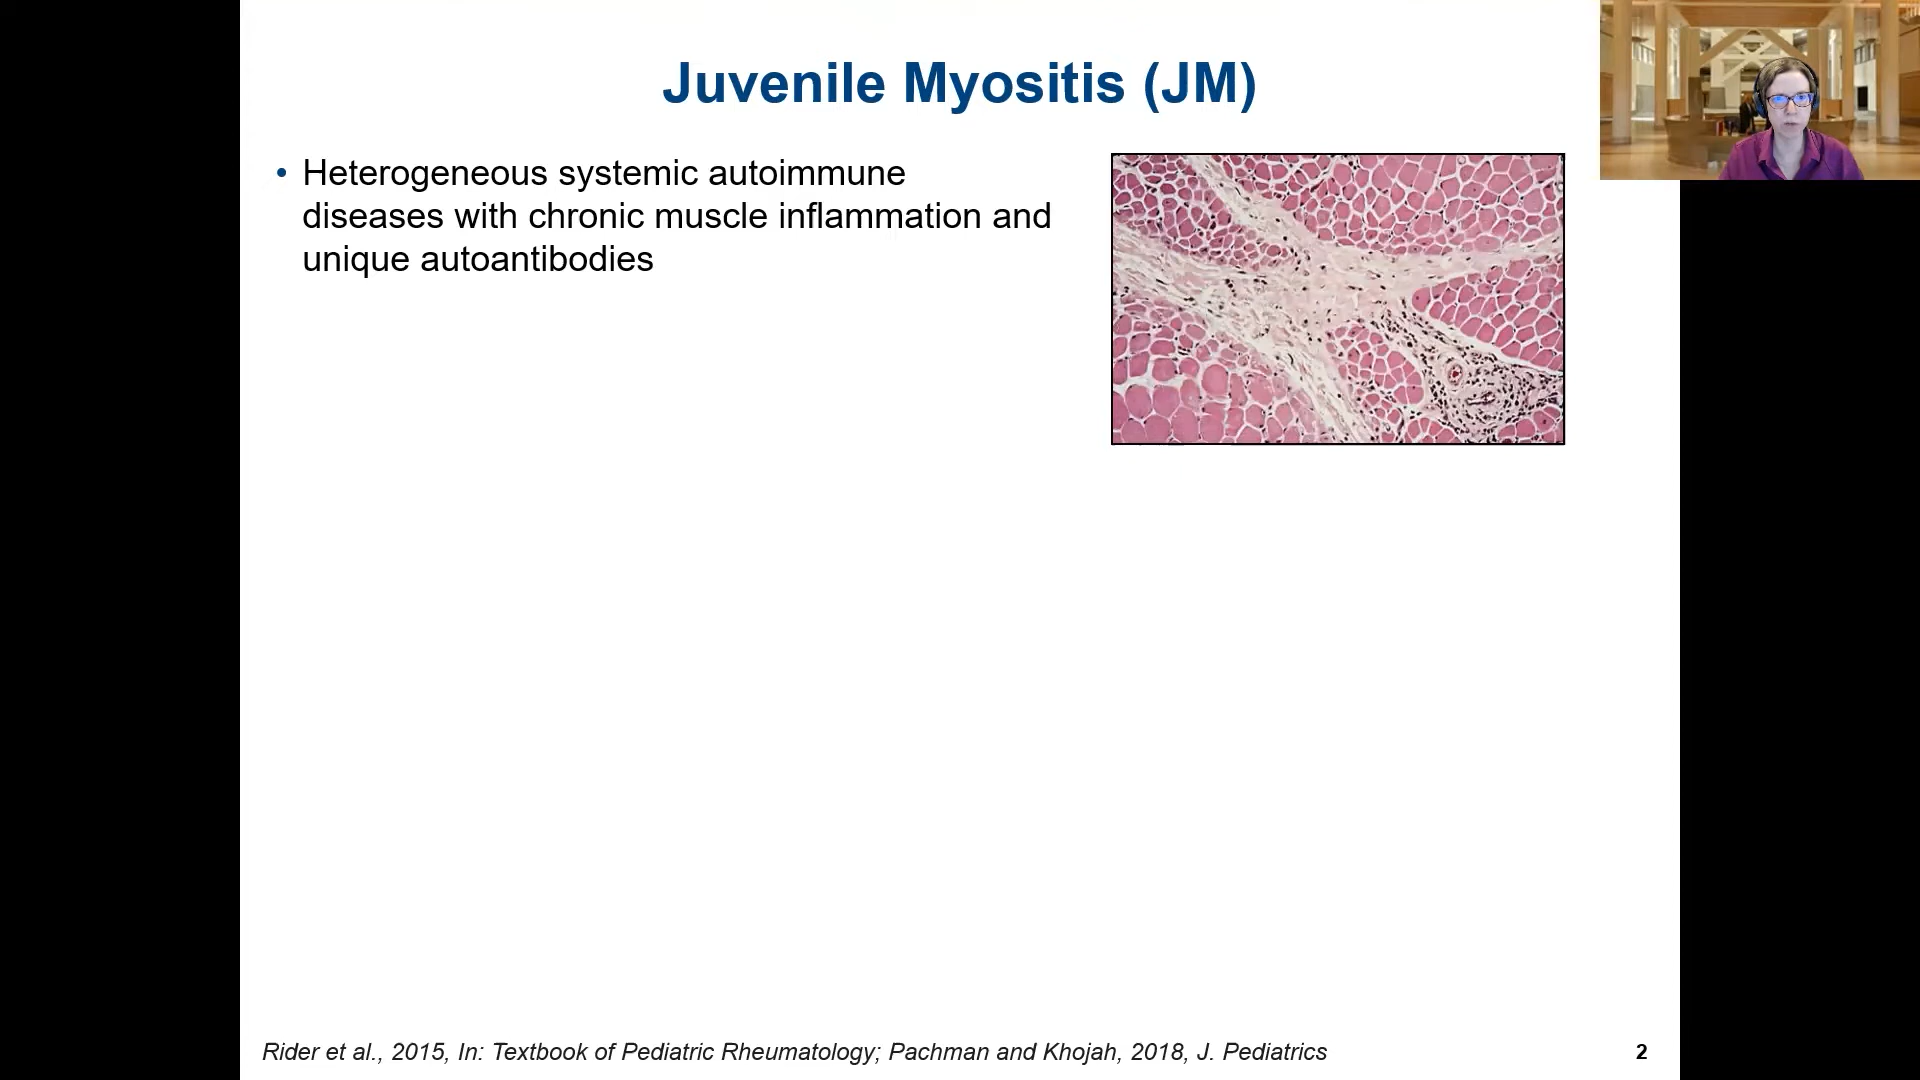 Juvenile Myositis (JM)
• Heterogeneous systemic autoimmune
diseases with chronic muscle inflammation and
unique autoantibodies
Rider et al., 2015, In: Textbook of Pediatric Rheumatology; Pachman and Khojah, 2018, J. Pediatrics
2